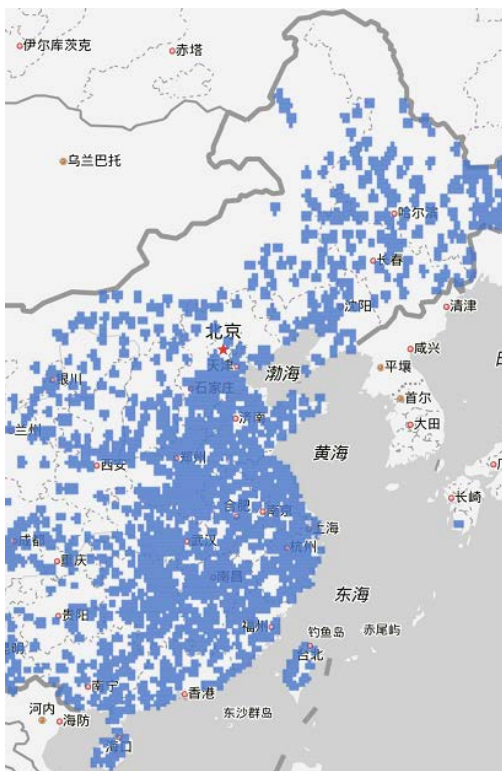 伊尔库茨克
赤塔
乌兰巴托
哈尔滨
长春
沈阳
清津
北京
天津
渤海
咸兴
平壤
首尔
大田
银川
石家庄
济南
兰州
黄海
西安
郑州
长崎
合肥
南京
上海
成都
武汉
杭州
重庆
南昌
东海
贵阳
福州
钓鱼岛
赤尾屿
昆明
台北
南宁
香港
河内
海防
东沙群岛
海口